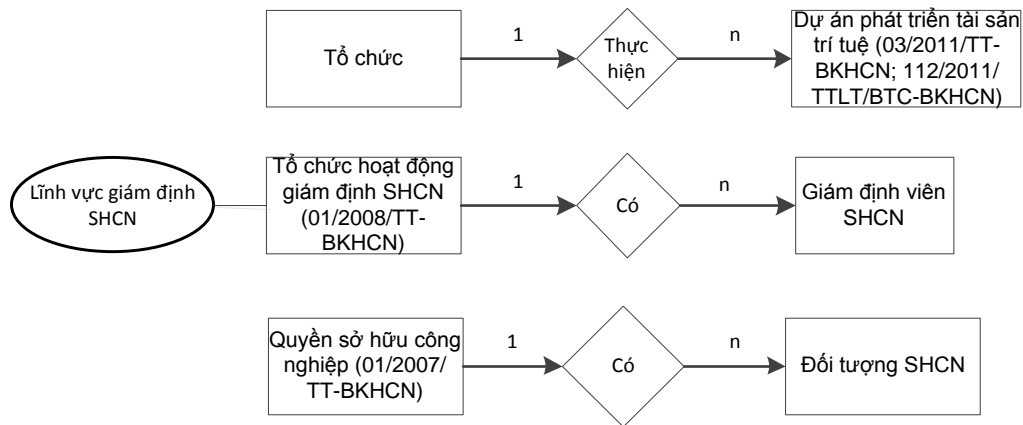 Tổ chức
1
Thực
hiện
n
Dự án phát triển tài sản
trí tuệ (03/2011/TT-
BKHCN; 112/2011/
TTLT/BTC-BKHCN)
Lĩnh vực giám định
SHCN
Tổ chức hoạt động
giám định SHCN
(01/2008/TT-
BKHCN)
1
Có
n
Giám định viên
SHCN
Quyền sở hữu công
nghiệp (01/2007/
TT-BKHCN)
1
Có
n
Đối tượng SHCN